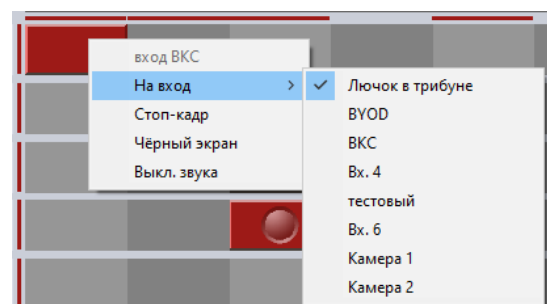 вход ВКС
На вход
Стоп-кадр
Чёрный экран
Выкл. звука
Лючок в трибуне
BYOD
ВКС
Вх. 4
тестовый
Вх. 6
Камера 1
Камера 2